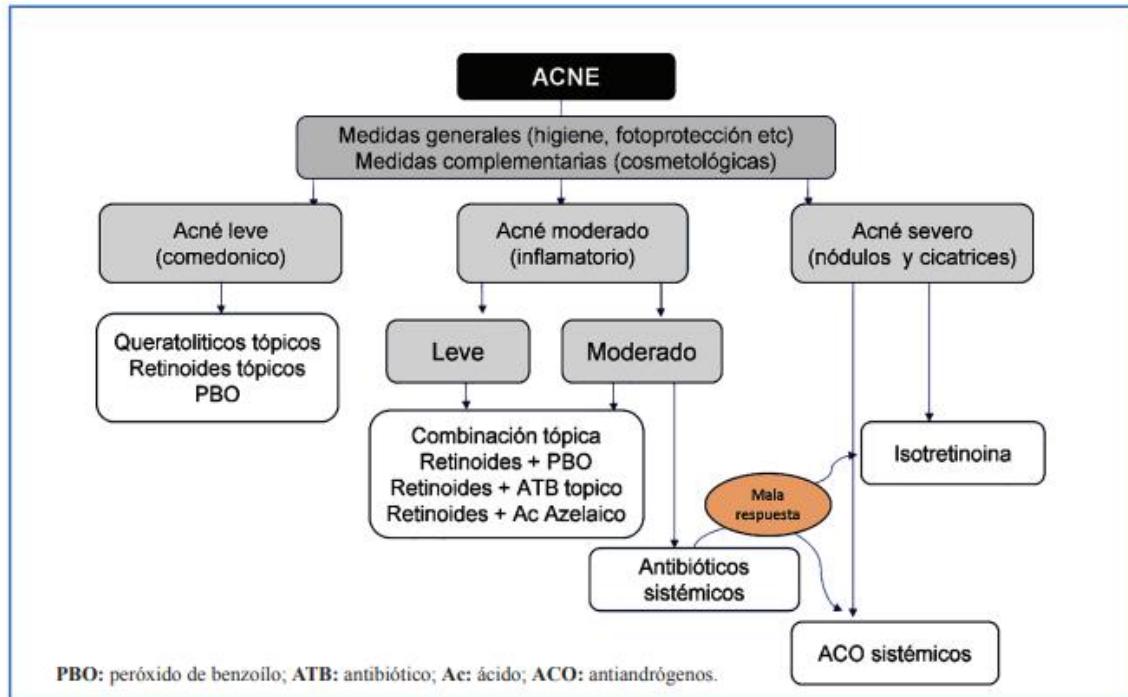 ACNE
Medidas generales (higiene, fotoprotección etc)
Medidas complementarias (cosmetológicas)
Acné leve
(comedonico)
Acné moderado
(inflamatorio)
Acné severo
(nódulos y cicatrices)
Queratoliticos tópicos
Retinoides tópicos
PBO
Leve
Moderado
Combinación tópica
Retinoides + PBO
Retinoides + ATB topico
Retinoides + Ac Azelaico
Isotretinoina
Mala
respuesta
Antibióticos
sistémicos
ACO sistémicos
PBO: peróxido de benzoílo; ATB: antibiótico; Ac: ácido; ACO: antiandrógenos.